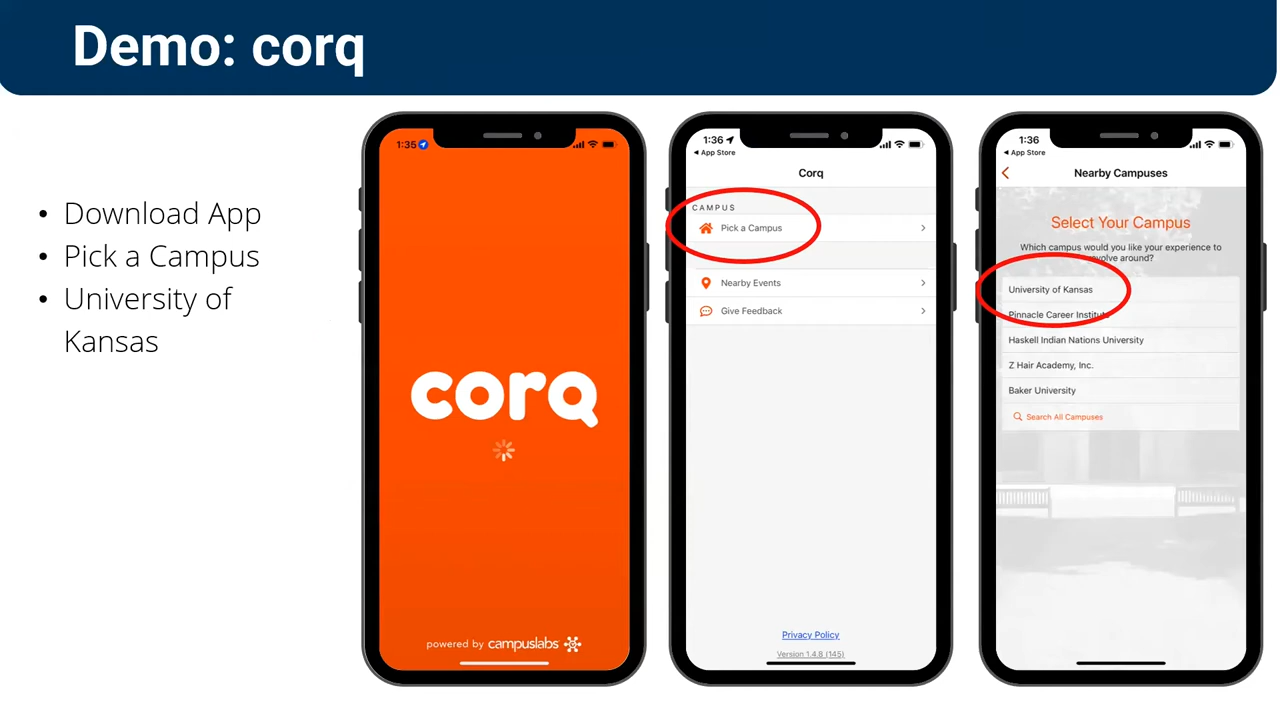 Demo: corq
• Download App
• Pick a Campus
• University of
Kansas
1:35
corq
powered by campuslabs
1:36
App Store
Corq
CAMPUS
Pick a Campus
Nearby Events
Give Feedback
Privacy Policy
Version 1.4.8 (145)
1:36
App Store
Nearby Campuses
Select Your Campus
Which campus would you like your experience to
revolve around?
University of Kansas
Pinnacle Career Institute
Haskell Indian Nations University
Z Hair Academy, Inc.
Baker University
Search All Campuses